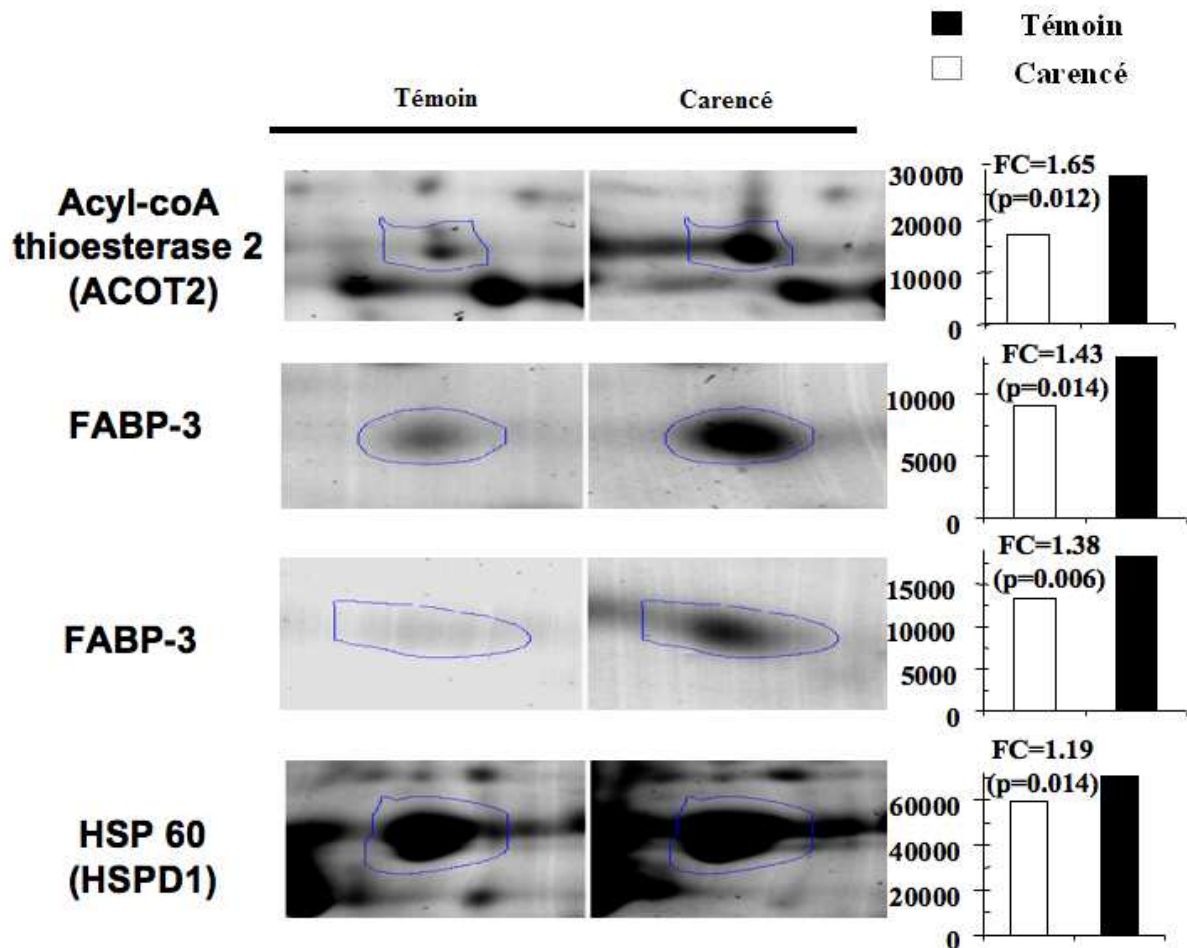 Témoin
Carencé
Témoin
Carencé
Acyl-coA
thioesterase 2
(ACOT2)
30000
20000
10000
0
FC=1.65
(p=0.012)
FABP-3
10000
5000
0
FC=1.43
(p=0.014)
FABP-3
15000
10000
5000
0
FC=1.38
(p=0.006)
HSP 60
(HSPD1)
60000
40000
20000
0
FC=1.19
(p=0.014)